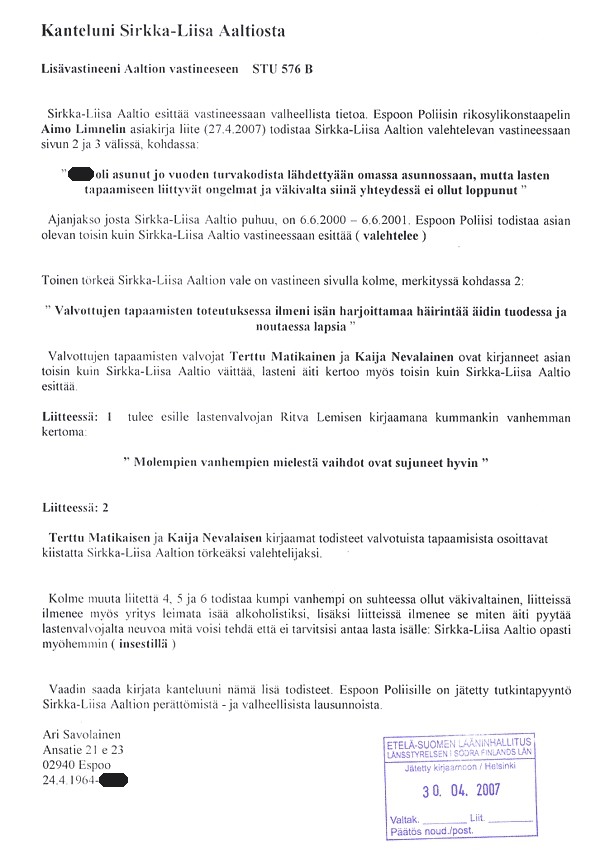 Kanteluni Sirkka-Liisa Aaltiosta
Lisävastineeni Aaltion vastineeseen STU 576 B
Sirkka-Liisa Aaltio esittää vastineessaan valheellista tietoa. Espoon Poliisin rikosylikonstaapelin
Aimo Limnelin asiakirja liite (27.4.2007) todistaa Sirkka-Liisa Aaltion valehtelevan vastineessaan
sivun 2 ja 3 välissä, kohdassa:
" oli asunut jo vuoden turvakodista lähdettyään omassa asunnossaan, mutta lasten
tapaamiseen liittyvät ongelmat ja väkivalta siinä yhteydessä ei ollut loppunut "
Ajanjakso josta Sirkka-Liisa Aaltio puhuu, on 6.6.2000 – 6.6.2001. Espoon Poliisi todistaa asian
olevan toisin kuin Sirkka-Liisa Aaltio vastineessaan esittää ( valehtelee )
Toinen törkeä Sirkka-Liisa Aaltion vale on vastineen sivulla kolme, merkityssä kohdassa 2:
" Valvottujen tapaamisten toteutuksessa ilmeni isän harjoittamaa häirintää äidin tuodessa ja
noutaessa lapsia "
Valvottujen tapaamisten valvojat Terttu Matikainen ja Kaija Nevalainen ovat kirjanneet asian
toisin kuin Sirkka-Liisa Aaltio väittää, lasteni äiti kertoo myös toisin kuin Sirkka-Liisa Aaltio
esittää.
Liitteessä: 1 tulee esille lastenvalvojan Ritva Lemisen kirjaamana kummankin vanhemman
kertoma:
" Molempien vanhempien mielestä vaihdot ovat sujuneet hyvin "
Liitteessä: 2
Terttu Matikaisen ja Kaija Nevalaisen kirjaamat todisteet valvotuista tapaamisista osoittavat
kiistatta Sirkka-Liisa Aaltion törkeäksi valehtelijaksi.
Kolme muuta liitettä 4, 5 ja 6 todistaa kumpi vanhempi on suhteessa ollut väkivaltainen, liitteissä
ilmenee myös yritys leimata isää alkoholistiksi, lisäksi liitteissä ilmenee se miten äiti pyytää
lastenvalvojalta neuvoa mitä voisi tehdä että ei tarvitsisi antaa lasta isälle: Sirkka-Liisa Aaltio opasti
myöhemmin ( insestillä )
Vaadin saada kirjata kanteluuni nämä lisä todisteet. Espoon Poliisille on jätetty tutkintapyyntö
Sirkka-Liisa Aaltion perättömistä - ja valheellisista lausunnoista.
Ari Savolainen
Ansatie 21 e 23
02940 Espoo
24.4.1964-
ETELÄ-SUOMEN LÄÄNINHALLITUS
LÄNSSTYRELSEN I SÖDRA FINLANDS LÄN
Jätetty kirjaamoon / Helsinki
30. 04. 2007
Valtak. Liit.
Päätös noud./post.